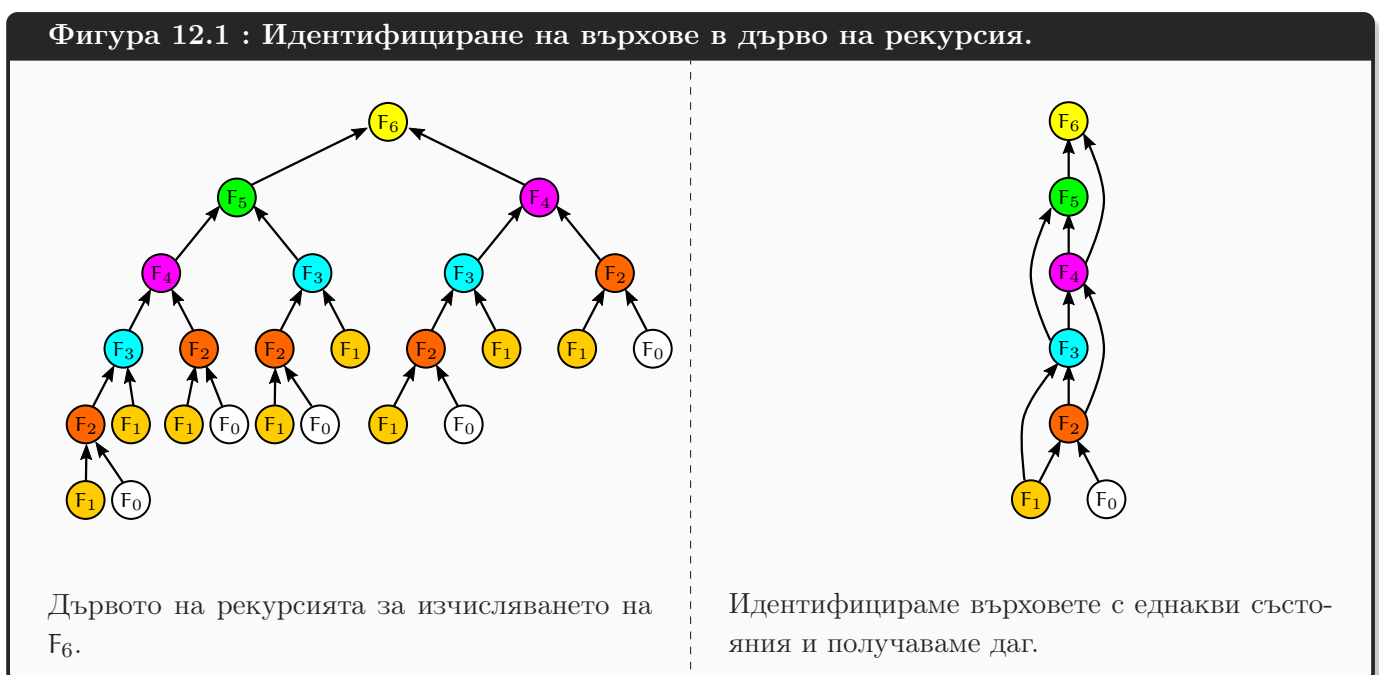 Фигура 12.1 : Идентифициране на върхове в дърво на рекурсия.
F₆
F₅ F₄
F₄ F₃ F₃ F₂
F₃ F₂ F₂ F₁ F₂ F₁ F₁ F₀
F₂ F₁ F₁ F₀ F₁ F₀ F₁ F₀
F₁ F₀
Дървото на рекурсията за изчисляването на
F₆.
F₆
F₅
F₄
F₃
F₂
F₁ F₀
Идентифицираме върховете с еднакви състо-
яния и получаваме даг.